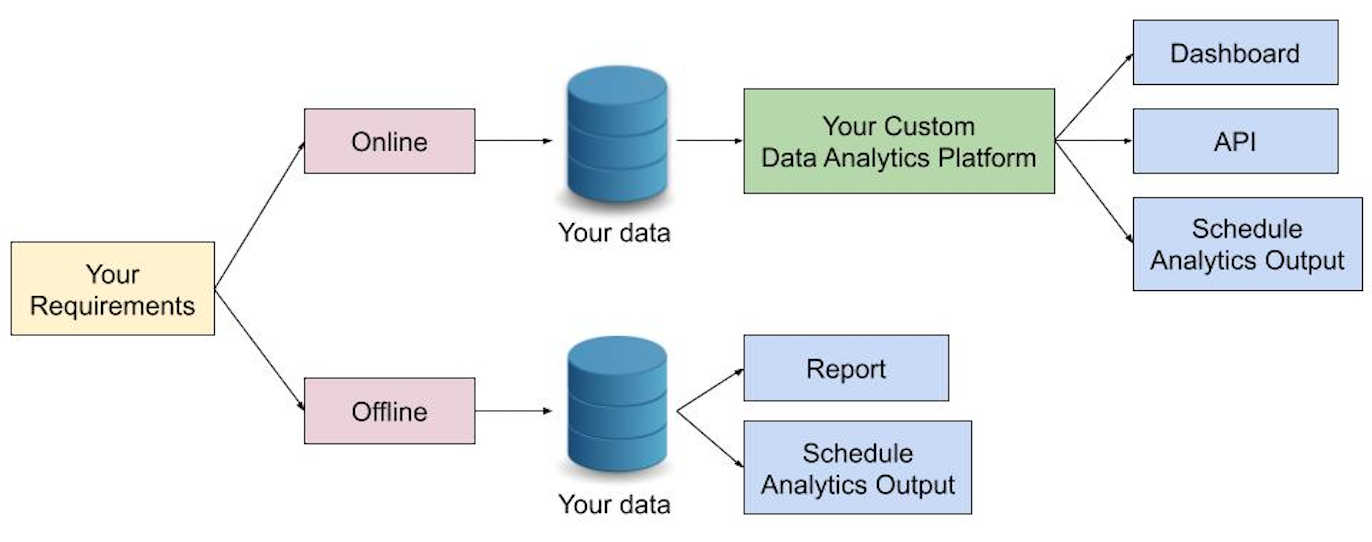 Your
Requirements
Online
Your data
Your Custom
Data Analytics Platform
Dashboard
API
Schedule
Analytics Output
Offline
Your data
Report
Schedule
Analytics Output